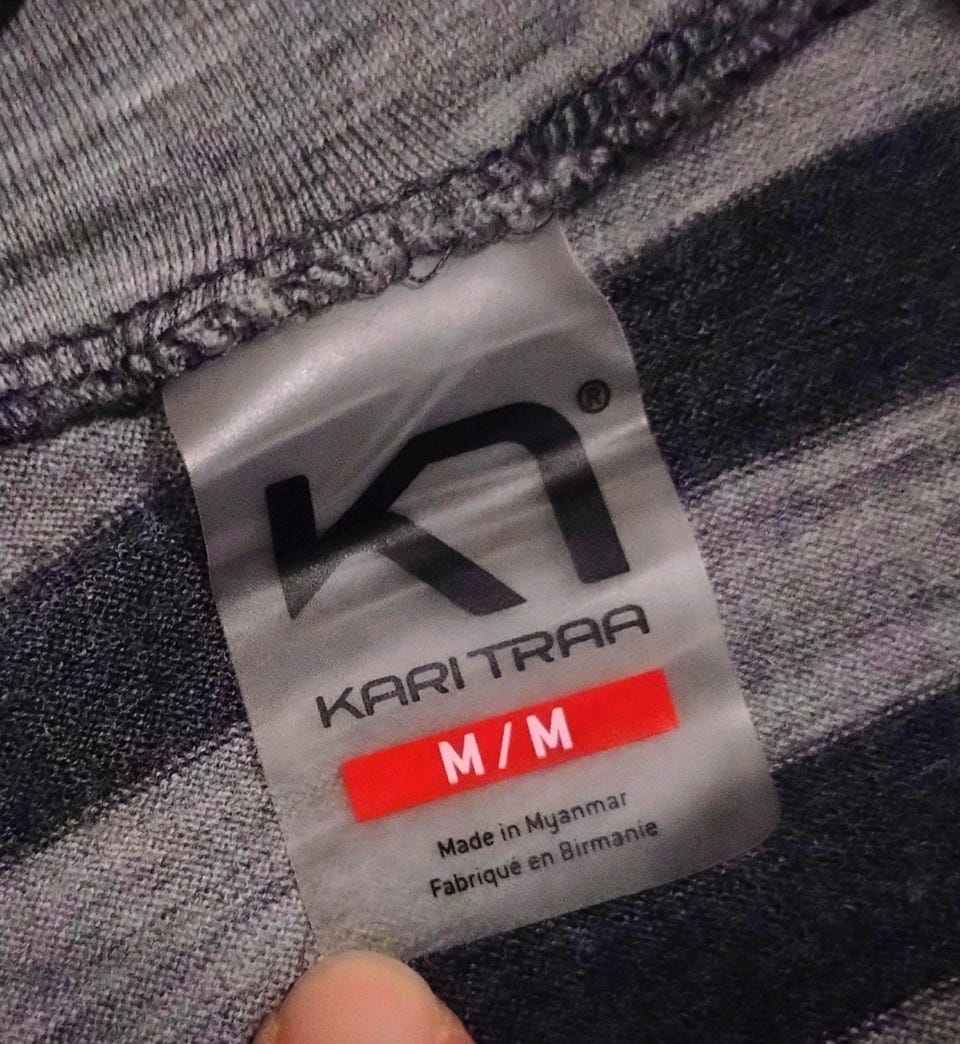 ®
KARI TRAA
M / M
Made in Myanmar
Fabriqué en Birmanie